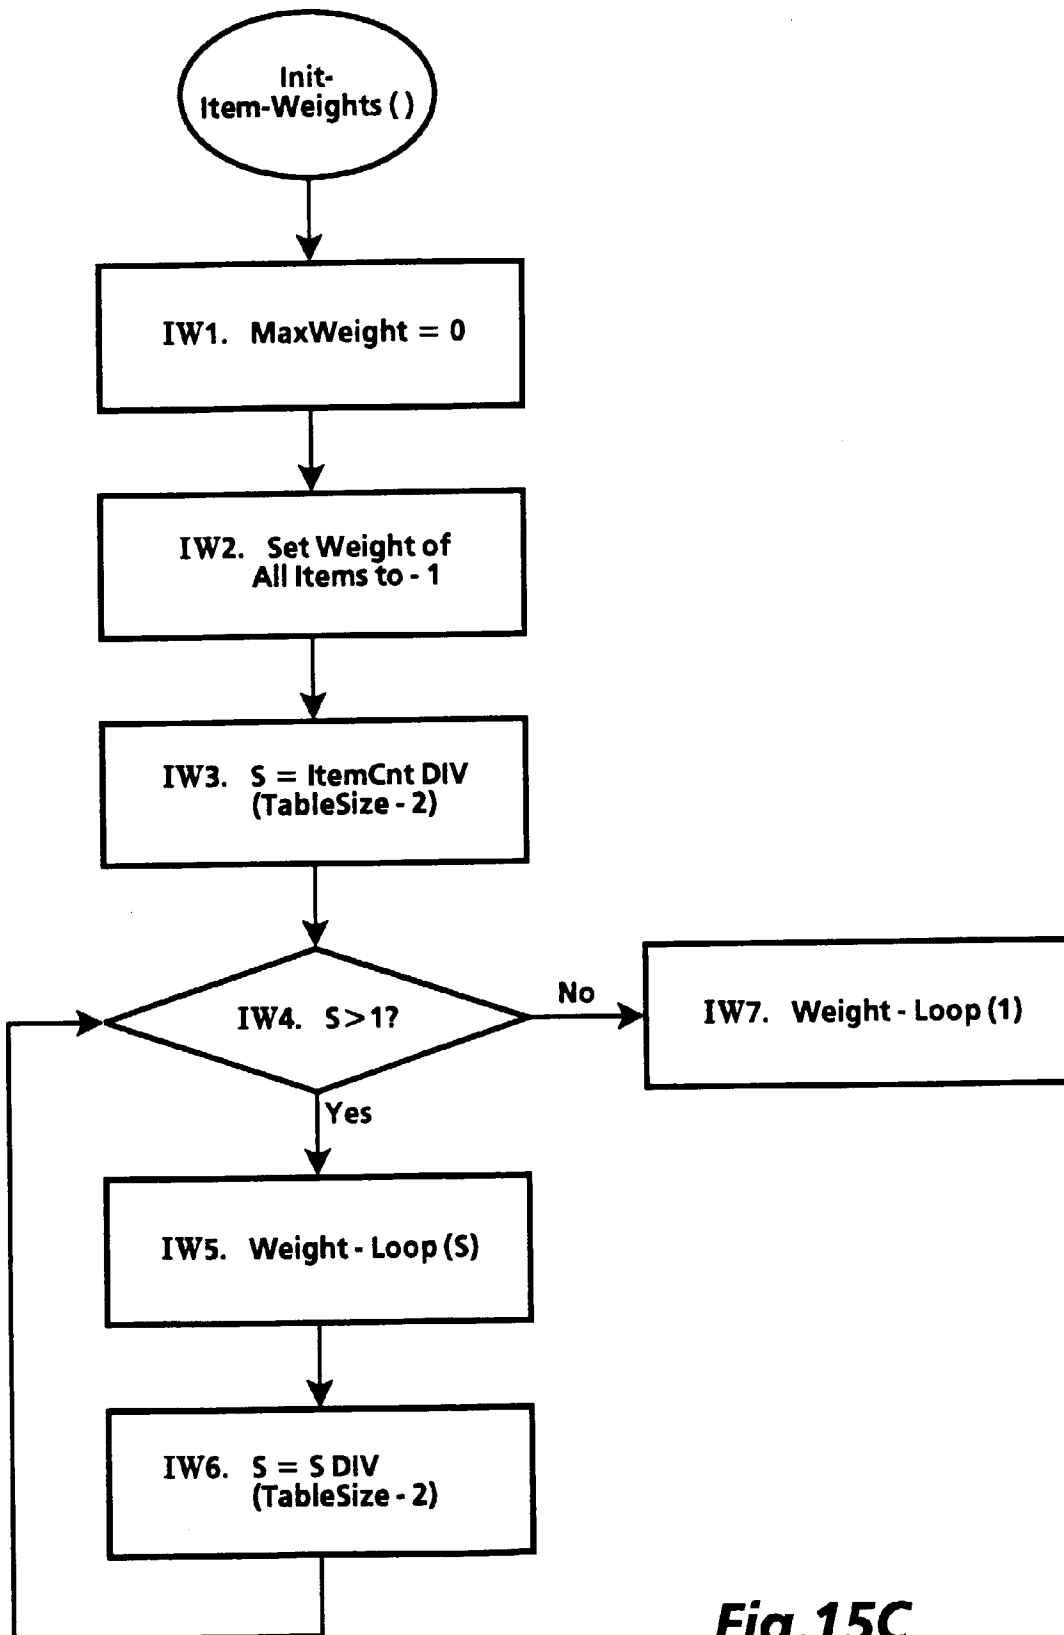 Init-
Item-Weights ( )
IW1. MaxWeight = 0
IW2. Set Weight of
All Items to - 1
IW3. S = ItemCnt DIV
(TableSize - 2)
IW4. S > 1?
No
IW7. Weight - Loop (1)
Yes
IW5. Weight - Loop (S)
IW6. S = S DIV
(TableSize - 2)
Fig.15C